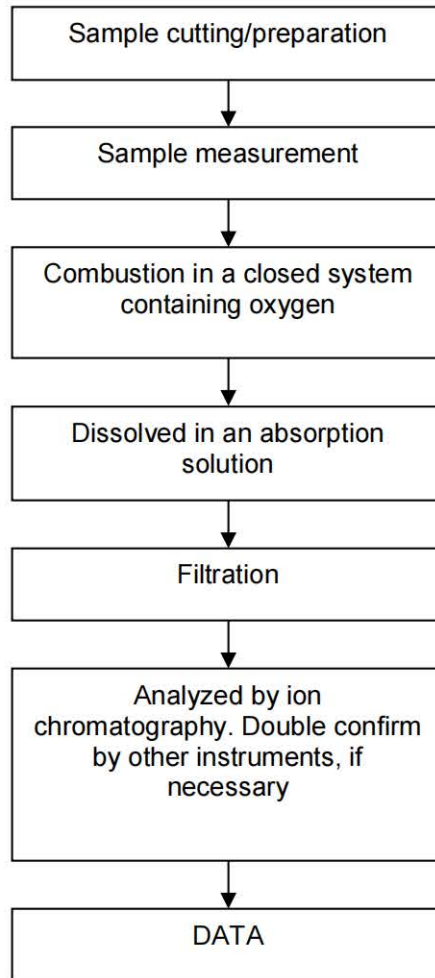 Sample cutting/preparation
Sample measurement
Combustion in a closed system
containing oxygen
Dissolved in an absorption
solution
Filtration
Analyzed by ion
chromatography. Double confirm
by other instruments, if
necessary
DATA